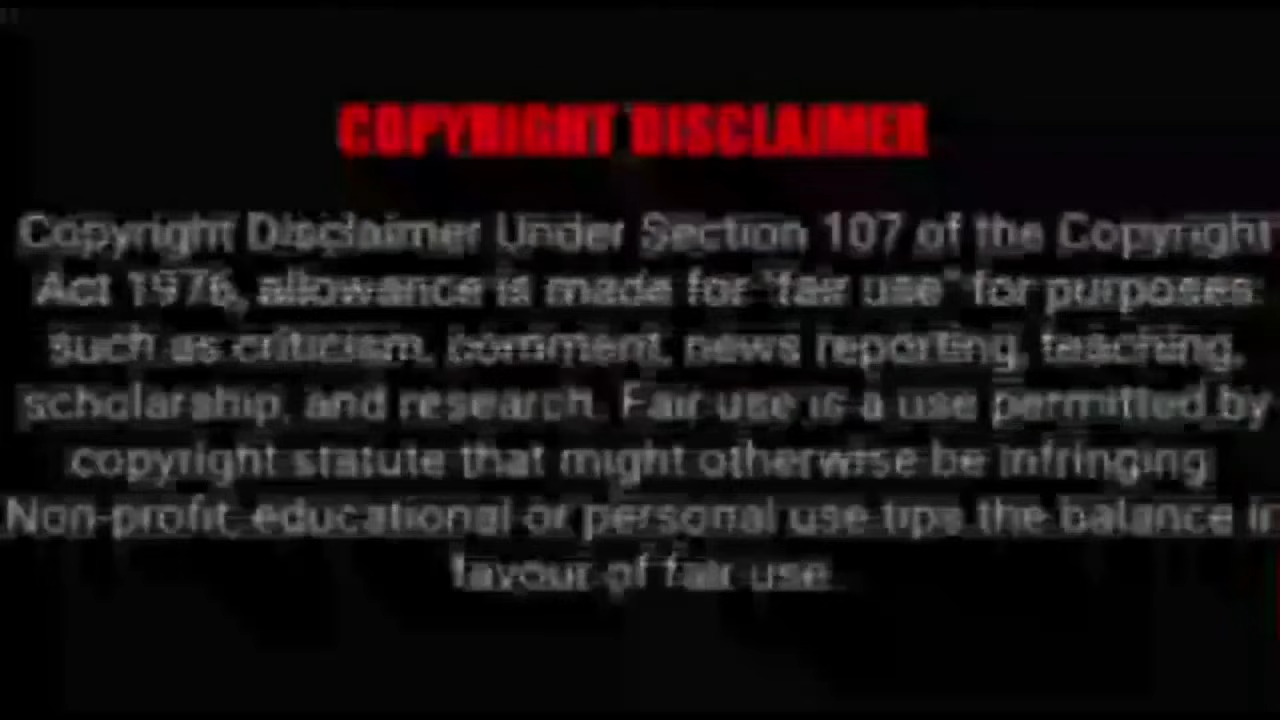 COPYRIGHT DISCLAIMER
Copyright Disclaimer Under Section 107 of the Copyright
Act 1976, allowance is made for "fair use" for purposes
such as criticism, comment, news reporting, teaching,
scholarship, and research. Fair use is a use permitted by
copyright statute that might otherwise be infringing
Non-profit, educational or personal use tips the balance in
favour of fair use.